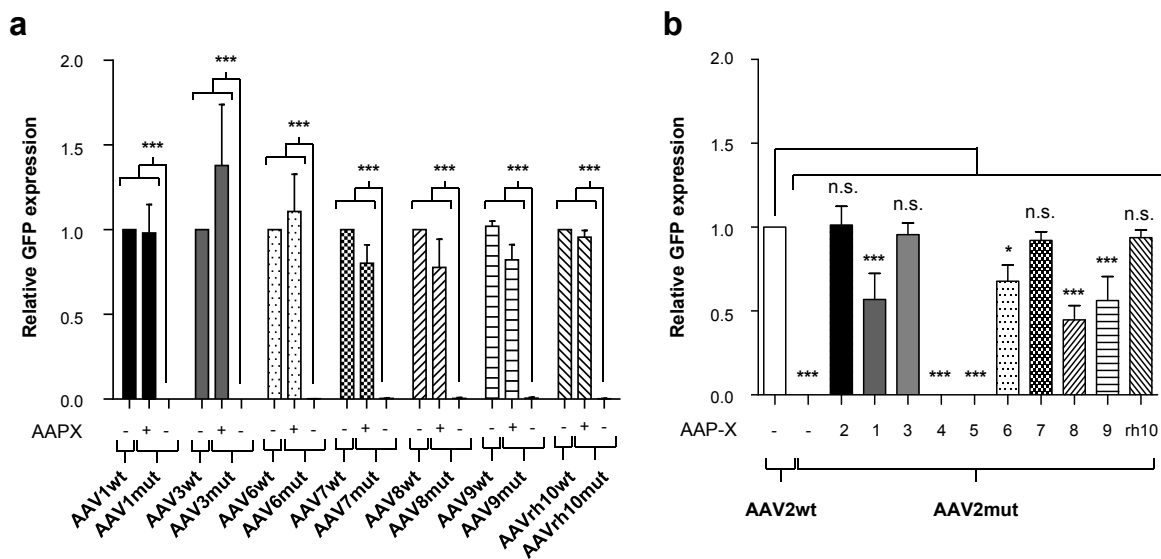 a
Relative GFP expression
2.0
1.5
1.0
0.5
0.0
***
***
***
***
***
***
***
AAPX
- + - - + - - + - - + - - + - - + - - + -
AAV1wt
AAV1mut
AAV3wt
AAV3mut
AAV6wt
AAV6mut
AAV7wt
AAV7mut
AAV8wt
AAV8mut
AAV9wt
AAV9mut
AAVrh10wt
AAVrh10mut
b
Relative GFP expression
2.0
1.5
1.0
0.5
0.0
***
n.s.
***
n.s.
***
***
*
n.s.
***
***
n.s.
AAP-X
- - 2 1 3 4 5 6 7 8 9 rh10
AAV2wt
AAV2mut